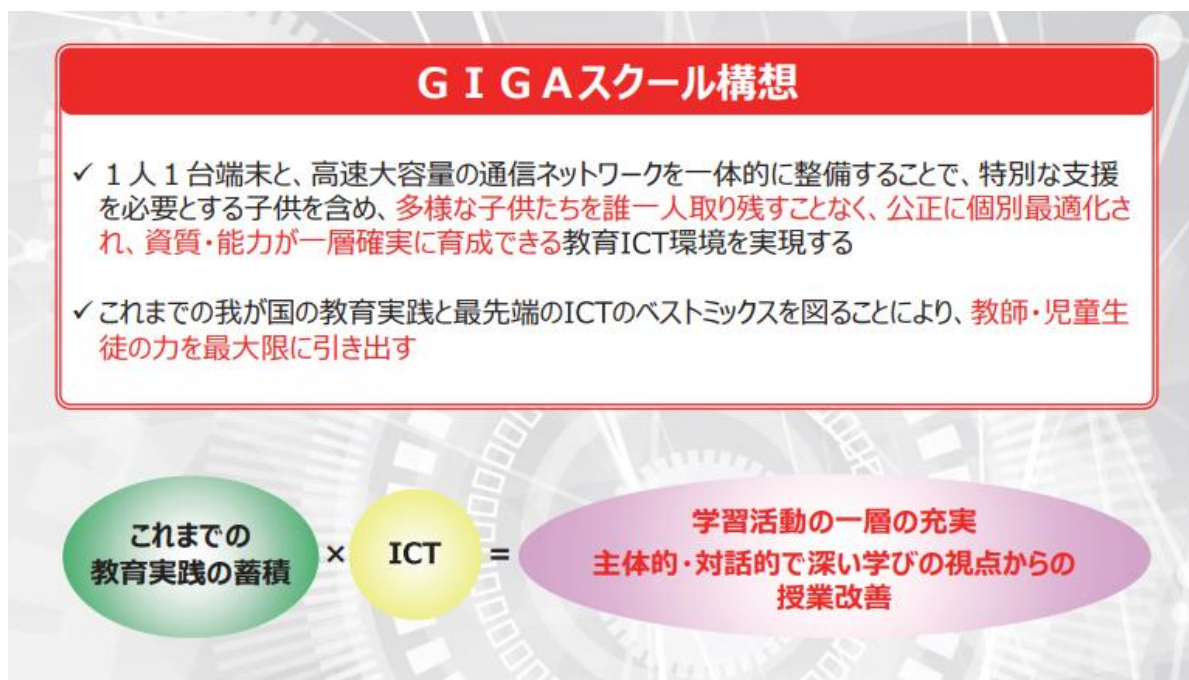 ＧＩＧＡスクール構想
✓ １人１台端末と、高速大容量の通信ネットワークを一体的に整備することで、特別な支援
を必要とする子供を含め、多様な子供たちを誰一人取り残すことなく、公正に個別最適化さ
れ、資質・能力が一層確実に育成できる教育ICT環境を実現する
✓ これまでの我が国の教育実践と最先端のICTのベストミックスを図ることにより、教師・児童生
徒の力を最大限に引き出す
これまでの
教育実践の蓄積
×
ICT
=
学習活動の一層の充実
主体的・対話的で深い学びの視点からの
授業改善